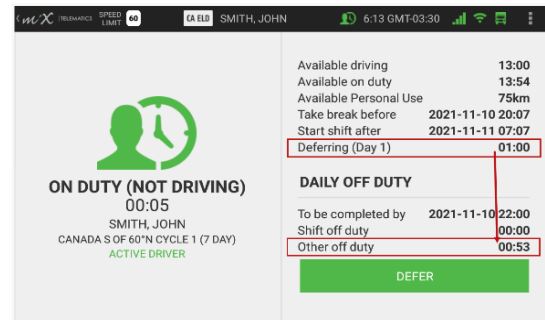 mX TELEMATICS SPEED LIMIT 60 CA ELD SMITH, JOHN 6:13 GMT-03:30
ON DUTY (NOT DRIVING)
00:05
SMITH, JOHN
CANADA S OF 60°N CYCLE 1 (7 DAY)
ACTIVE DRIVER
Available driving 13:00
Available on duty 13:54
Available Personal Use 75km
Take break before 2021-11-10 20:07
Start shift after 2021-11-11 07:07
Deferring (Day 1) 01:00
DAILY OFF DUTY
To be completed by 2021-11-10 22:00
Shift off duty 00:00
Other off duty 00:53
DEFER